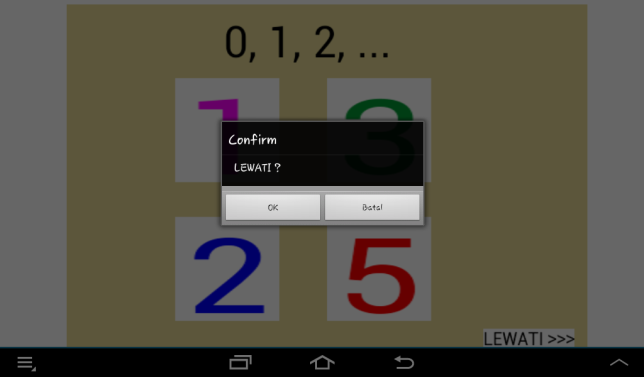 0, 1, 2, ...
1 3
Confirm
LEWATI ?
OK Batal
2 5
LEWATI >>>